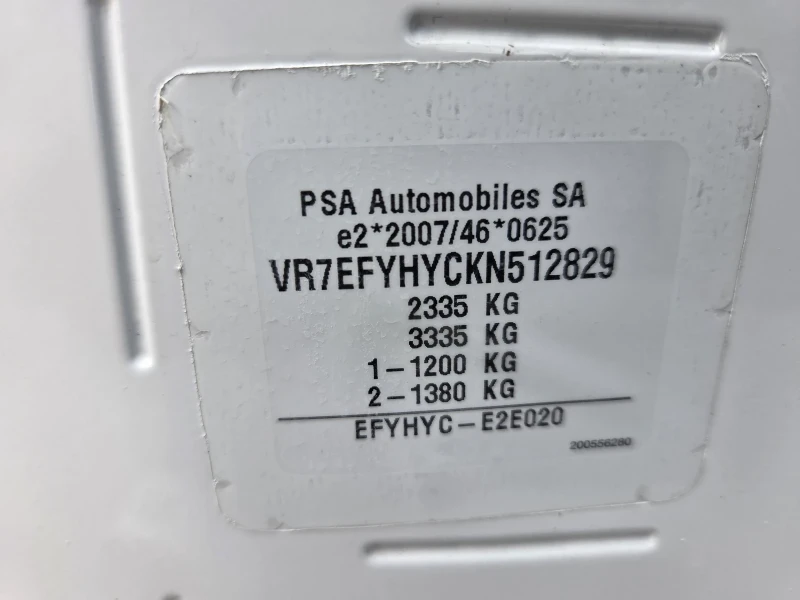 PSA Automobiles SA
e2*2007/46*0625
VR7EFYHYCKN512829
2335 KG
3335 KG
1-1200 KG
2-1380 KG
EFYHYC-E2E020
200556280